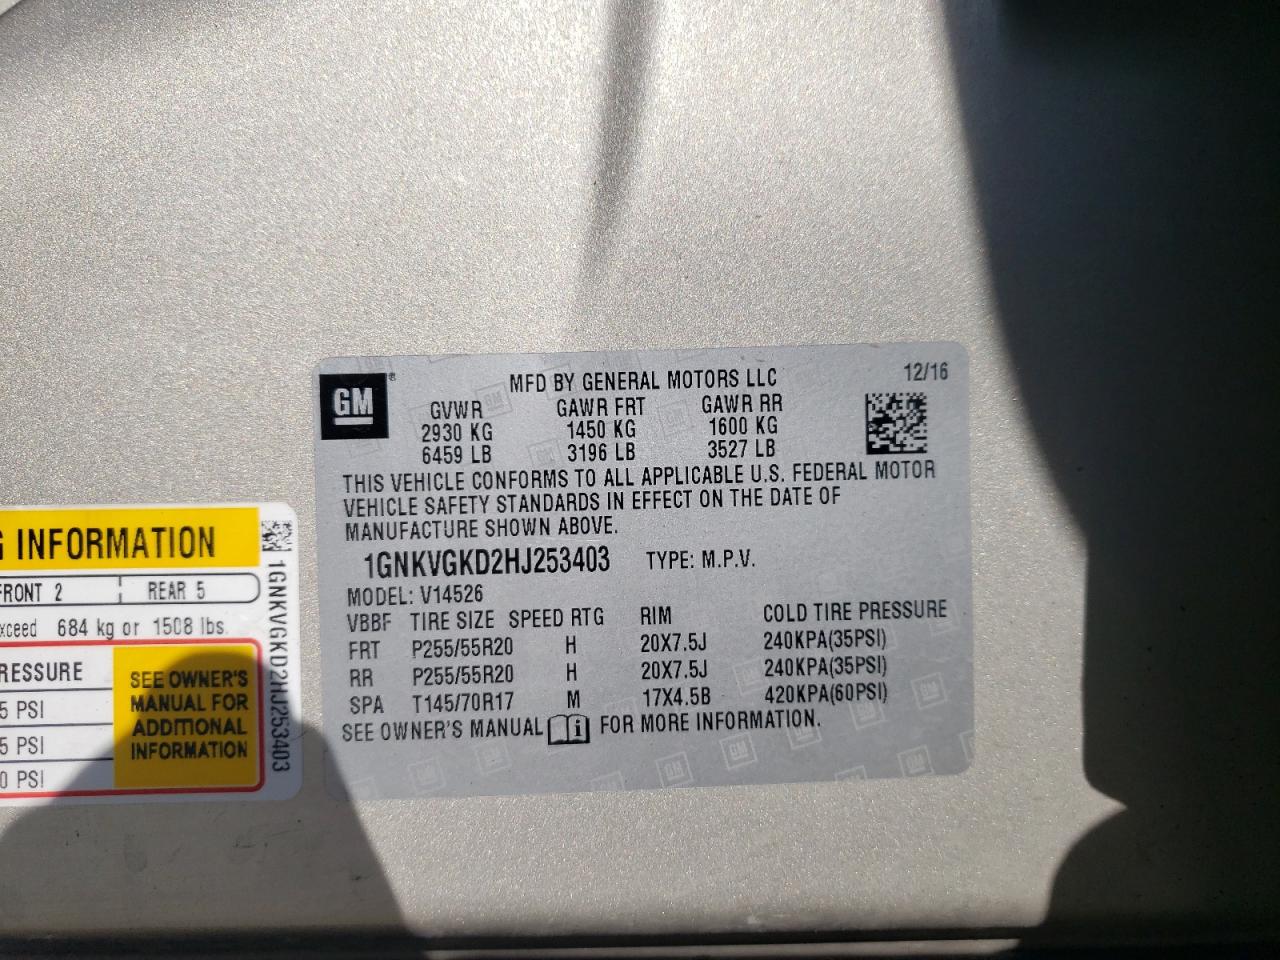 GM
MFD BY GENERAL MOTORS LLC
12/16
GVWR GAWR FRT GAWR RR
2930 KG 1450 KG 1600 KG
6459 LB 3196 LB 3527 LB
THIS VEHICLE CONFORMS TO ALL APPLICABLE U.S. FEDERAL MOTOR
VEHICLE SAFETY STANDARDS IN EFFECT ON THE DATE OF
MANUFACTURE SHOWN ABOVE.
1GNKVGKD2HJ253403 TYPE: M.P.V.
MODEL: V14526
VBBF TIRE SIZE SPEED RTG RIM COLD TIRE PRESSURE
FRT P255/55R20 H 20X7.5J 240KPA(35PSI)
RR P255/55R20 H 20X7.5J 240KPA(35PSI)
SPA T145/70R17 M 17X4.5B 420KPA(60PSI)
SEE OWNER'S MANUAL i FOR MORE INFORMATION.
G INFORMATION
FRONT 2 REAR 5
xceed 684 kg or 1508 lbs.
RESSURE
5 PSI
5 PSI
0 PSI
SEE OWNER'S
MANUAL FOR
ADDITIONAL
INFORMATION
1GNKVGKD2HJ253403